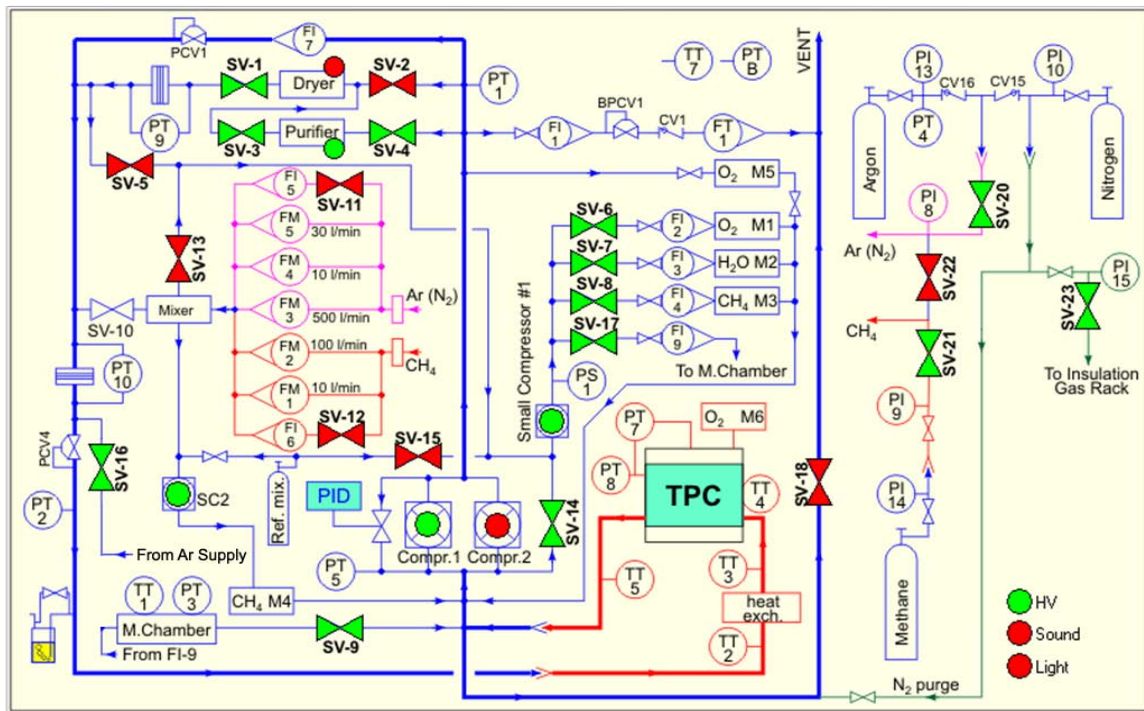 PCV1
FI
7
SV-1
Dryer
SV-2
PT
1
TT
7
PT
B
VENT
PI
13
CV16
CV15
PI
10
PT
9
SV-3
Purifier
SV-4
FI
1
BPCV1
CV1
FT
1
PT
4
Argon
Nitrogen
SV-5
FI
5
SV-11
O2 M5
SV-20
PI
8
SV-13
FM
5
30 l/min
SV-6
FI
2
O2 M1
Ar (N2)
FM
4
10 l/min
SV-7
FI
3
H2O M2
SV-22
PI
15
SV-10
Mixer
FM
3
500 l/min
Ar (N2)
SV-8
FI
4
CH4 M3
SV-23
CH4
FM
2
100 l/min
CH4
SV-17
FI
9
SV-21
PT
10
FM
1
10 l/min
Small Compressor #1
PS
1
To M.Chamber
To Insulation
Gas Rack
FI
6
SV-12
PT
7
O2 M6
PI
9
PCV4
SV-16
SV-15
PT
8
TPC
TT
4
SV-18
PT
2
SC2
Ref. mix.
PID
Compr.1
Compr.2
SV-14
PI
14
From Ar Supply
PT
5
TT
5
TT
3
TT
1
PT
3
CH4 M4
heat
exch.
Methane
HV
M.Chamber
SV-9
Sound
From FI-9
TT
2
Light
N2 purge